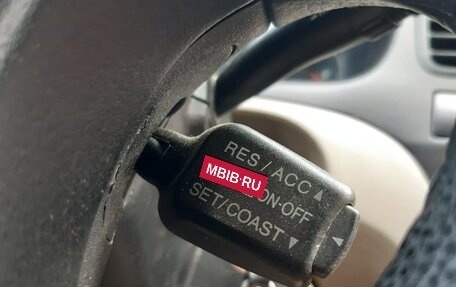 RES/ACC ▲
MBIB·RU
ON·OFF
SET/COAST ▼ ◀